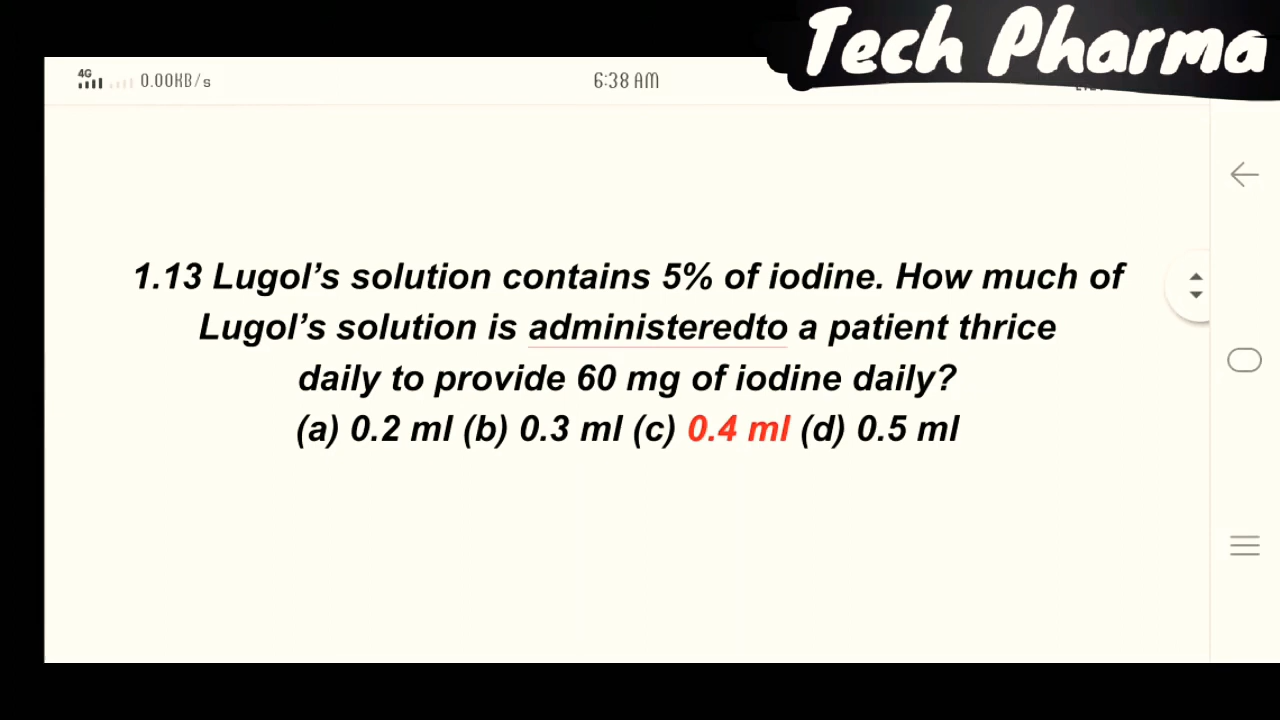 Tech Pharma
4G 0.00KB/s 6:38 AM
1.13 Lugol’s solution contains 5% of iodine. How much of
Lugol’s solution is administeredto a patient thrice
daily to provide 60 mg of iodine daily?
(a) 0.2 ml (b) 0.3 ml (c) 0.4 ml (d) 0.5 ml